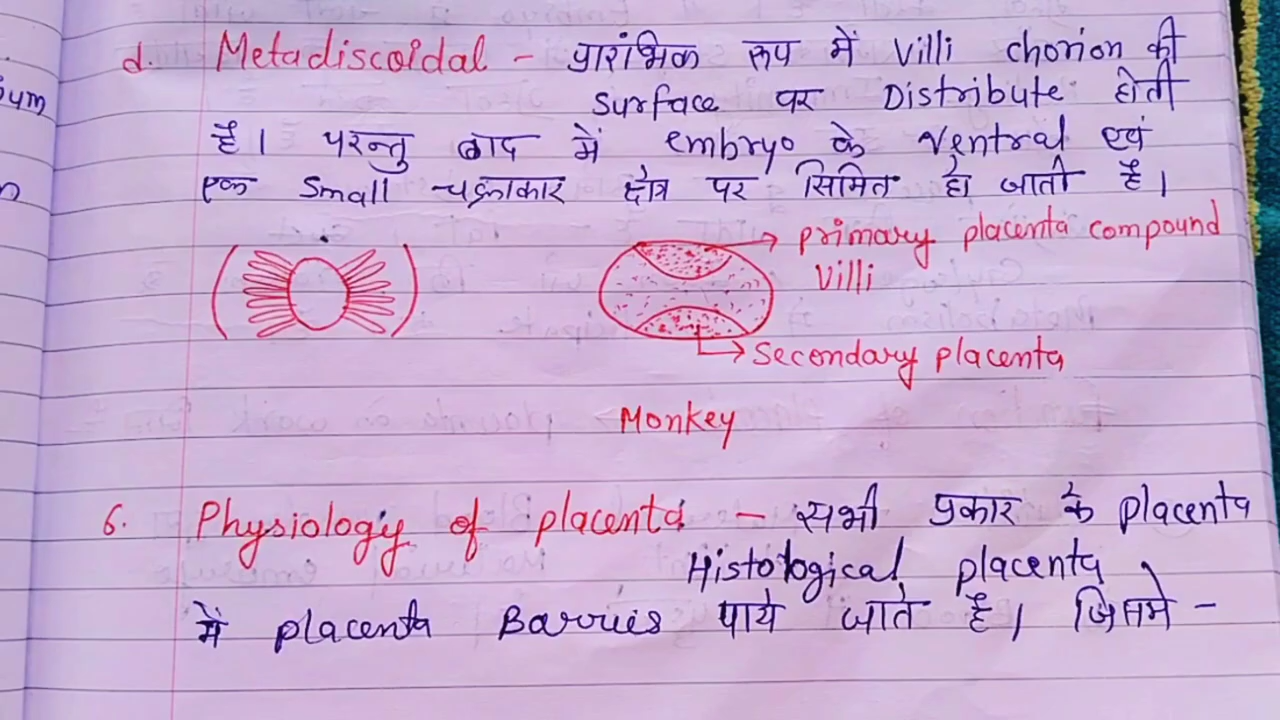 d. Metadiscoidal - प्रारंभिक रूप में Villi chorion की
surface पर Distribute होती
है। परन्तु बाद में embryo के ventral एवं
एक small चक्राकार क्षेत्र पर सिमित हो जाती है।
primary placenta compound
villi
Secondary placenta
Monkey
6. Physiology of placenta - सभी प्रकार के placenta
Histological placenta
में placenta Barries पाये जाते है। जिसमे -